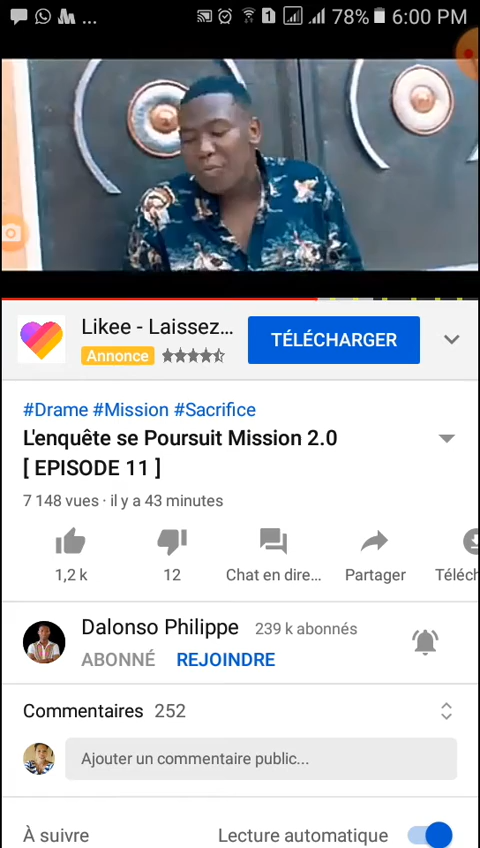 ... 1 78% 6:00 PM
Likee - Laissez…
Annonce
TÉLÉCHARGER
#Drame #Mission #Sacrifice
L'enquête se Poursuit Mission 2.0
[ EPISODE 11 ]
7 148 vues · il y a 43 minutes
1,2 k 12 Chat en dire... Partager Téléch
Dalonso Philippe 239 k abonnés
ABONNÉ REJOINDRE
Commentaires 252
Ajouter un commentaire public...
À suivre Lecture automatique